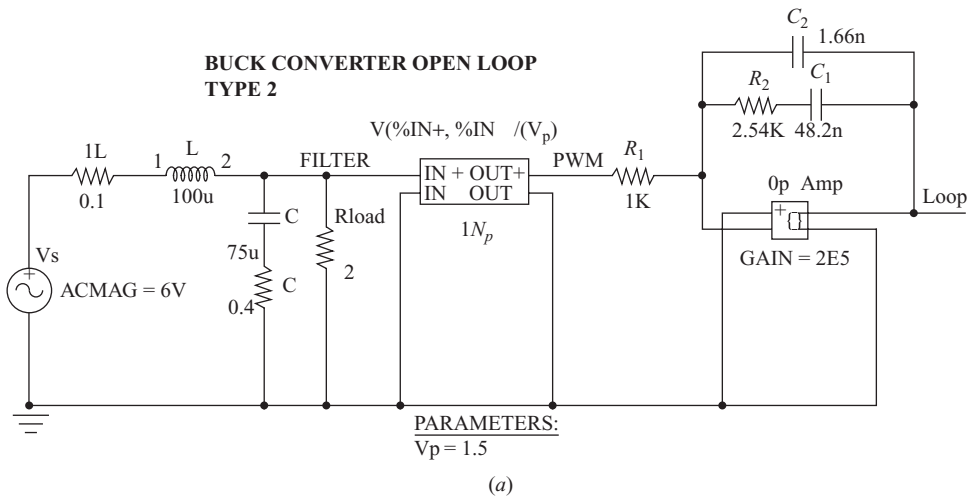 BUCK CONVERTER OPEN LOOP
TYPE 2
C₂
1.66n
R₂
C₁
2.54K
48.2n
V(%IN+, %IN /(Vₚ)
1L
0.1
1
L
2
100u
FILTER
IN + OUT+
IN OUT
1Nₚ
PWM
R₁
1K
0p Amp
+
{ }
GAIN = 2E5
Loop
C
75u
C
0.4
Rload
2
Vs
+
ACMAG = 6V
PARAMETERS:
Vp = 1.5
(a)